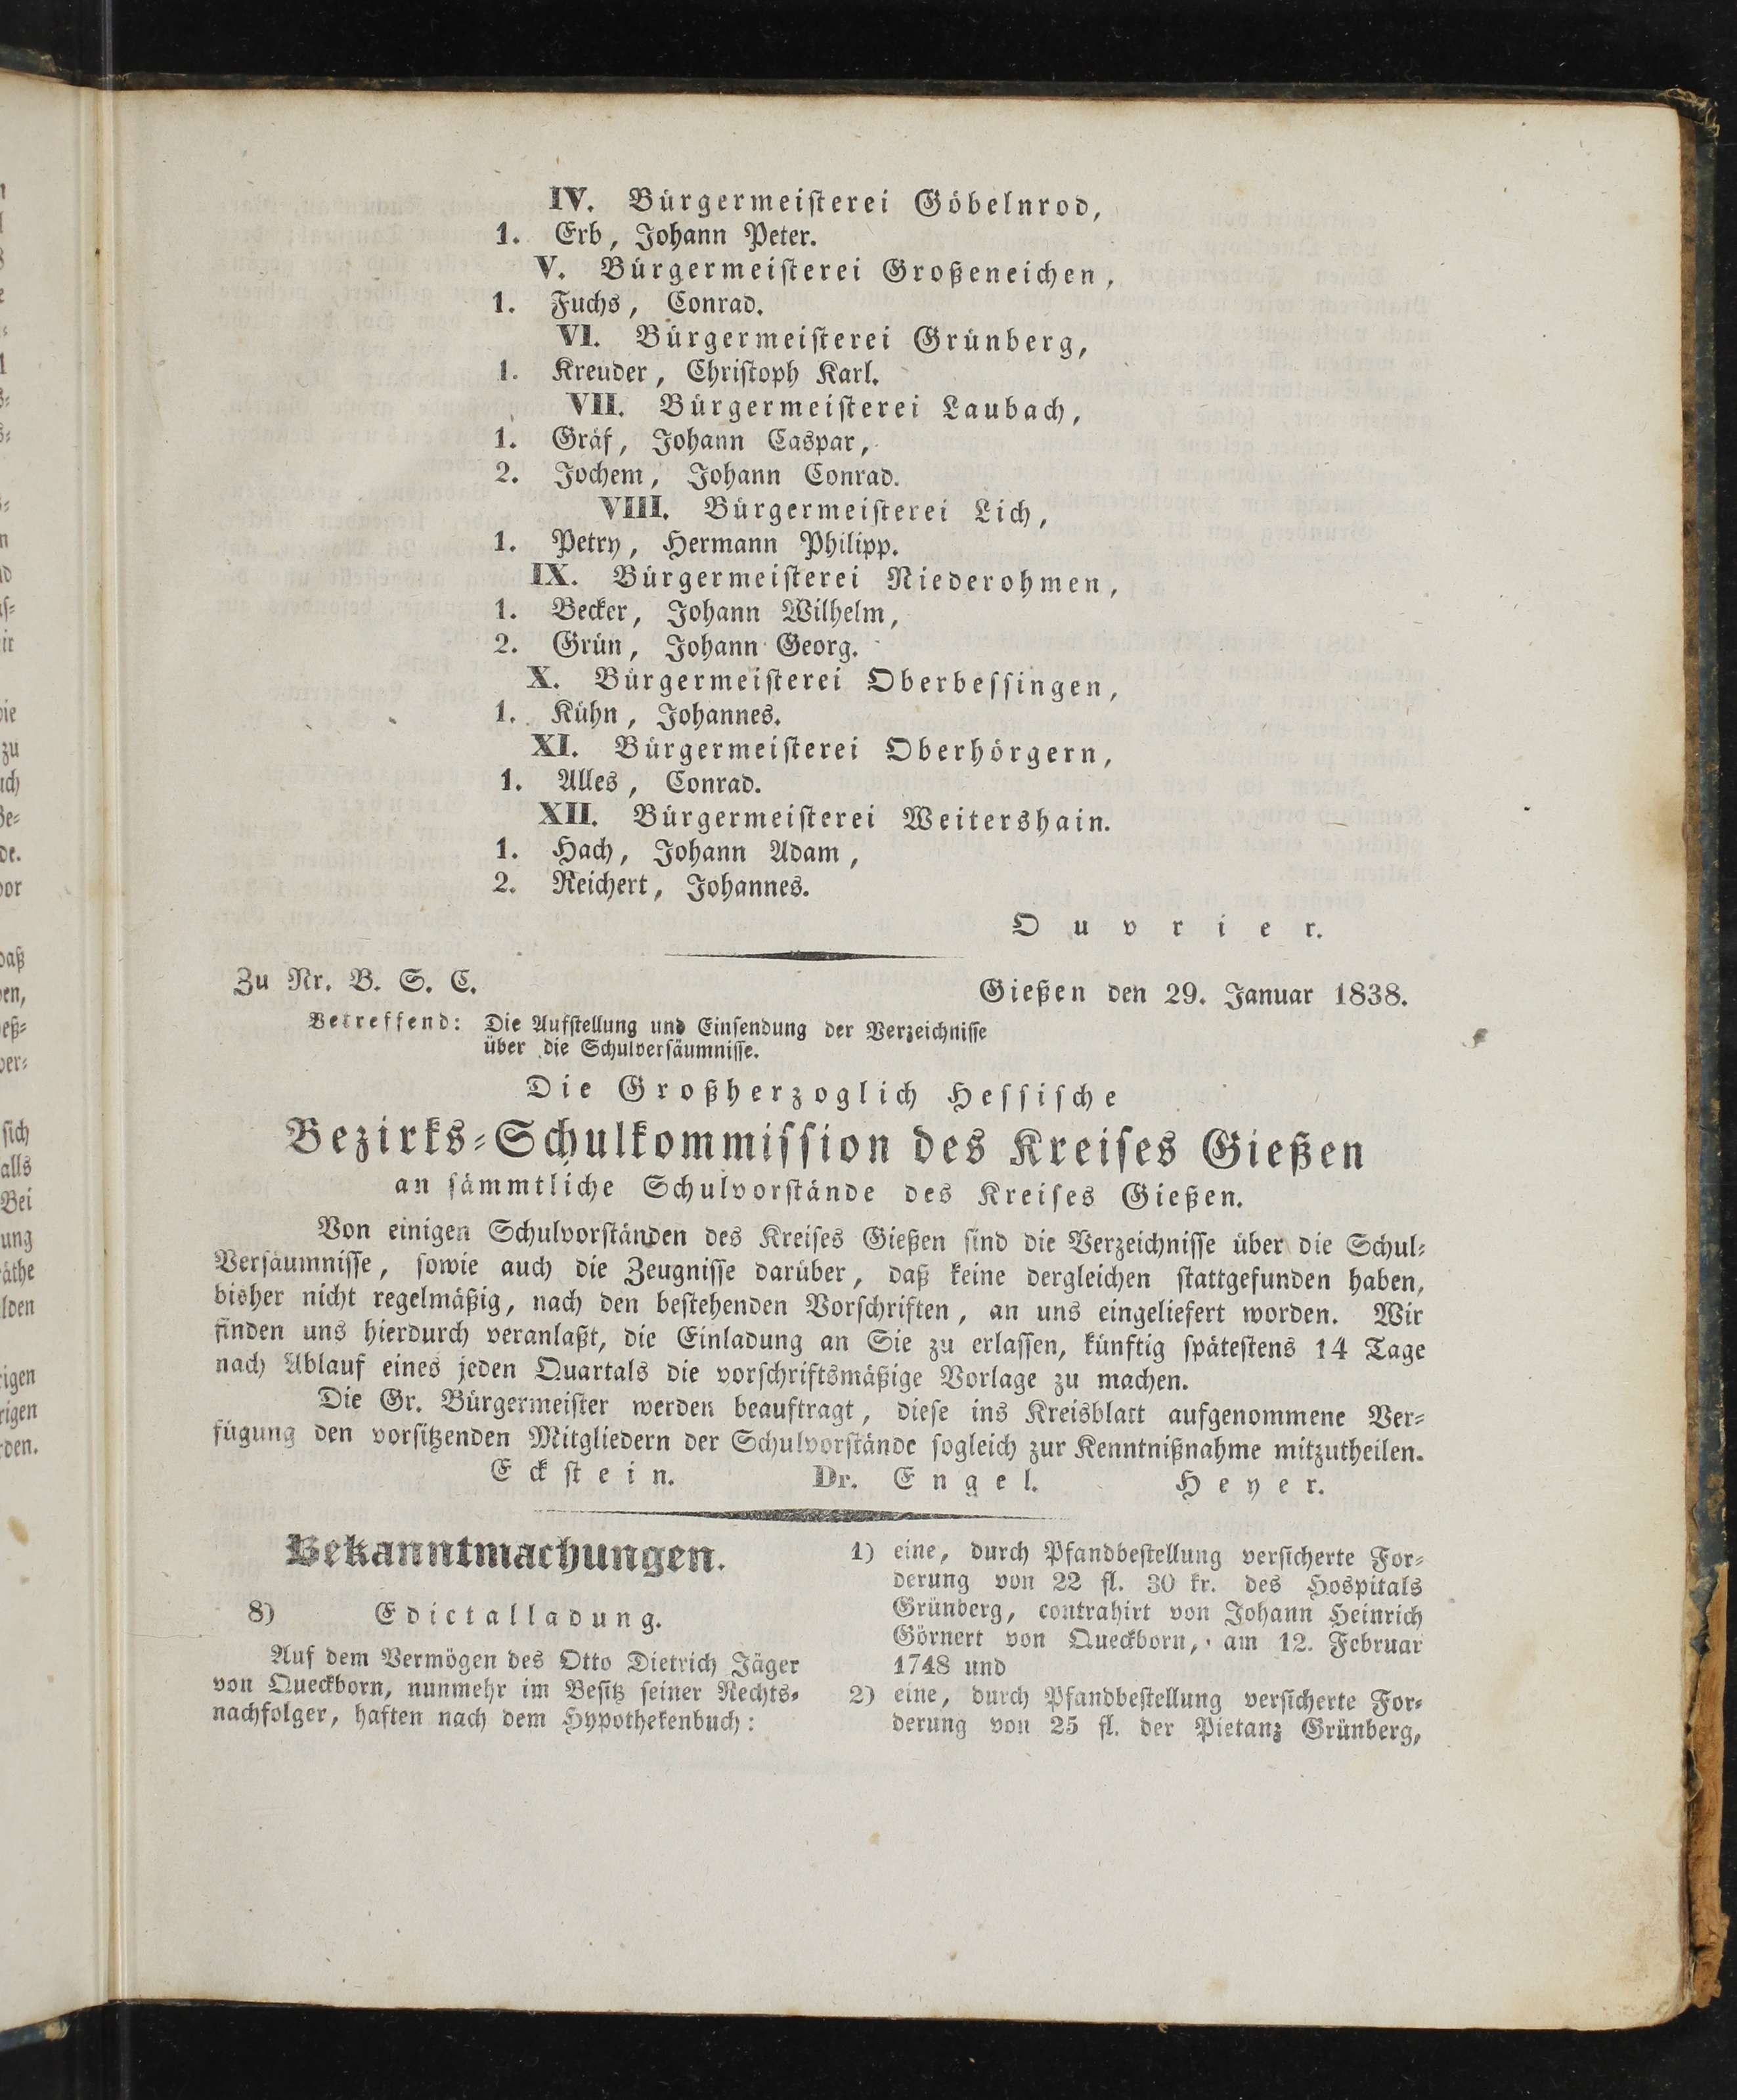 IV. Bürgermeisterei Göbelnrod,
1. Erb, Johann Peter.
V. Bürgermeisterei Großeneichen,
1. Fuchs, Conrad.
VI. Bürgermeisterei Grünberg,
1. Kreuder, Christoph Karl.
VII. Bürgermeisterei Laubach,
1. Gräf, Johann Caspar,
2. Jochem, Johann Conrad.
VIII. Bürgermeisterei Lich,
1. Petry, Hermann Philipp.
IX. Bürgermeisterei Niederohmen,
1. Becker, Johann Wilhelm,
2. Grün, Johann Georg.
X. Bürgermeisterei Oberbessingen,
1. Kühn, Johannes.
XI. Bürgermeisterei Oberhörgern,
1. Alles, Conrad.
XII. Bürgermeisterei Weitershain.
1. Hach, Johann Adam,
2. Reichert, Johannes.
Ouvrier.
Zu Nr. B. S. C.
Gießen den 29. Januar 1838.
Betreffend: Die Aufstellung und Einsendung der Verzeichnisse
über die Schulversäumnisse.
Die Großherzoglich Hessische
Bezirks-Schulkommission des Kreises Gießen
an sämmtliche Schulvorstände des Kreises Gießen.
Von einigen Schulvorständen des Kreises Gießen sind die Verzeichnisse über die Schul-
Versäumnisse, sowie auch die Zeugnisse darüber, daß keine dergleichen stattgefunden haben,
bisher nicht regelmäßig, nach den bestehenden Vorschriften, an uns eingeliefert worden. Wir
finden uns hierdurch veranlaßt, die Einladung an Sie zu erlassen, künftig spätestens 14 Tage
nach Ablauf eines jeden Quartals die vorschriftsmäßige Vorlage zu machen.
Die Gr. Bürgermeister werden beauftragt, diese ins Kreisblatt aufgenommene Ver-
fügung den vorsitzenden Mitgliedern der Schulvorstände sogleich zur Kenntnißnahme mitzutheilen.
Eckstein. Dr. Engel. Heyer.
Bekanntmachungen.
8) Edictalladung.
Auf dem Vermögen des Otto Dietrich Jäger
von Queckborn, nunmehr im Besitz seiner Rechts-
nachfolger, haften nach dem Hypothekenbuch:
1) eine, durch Pfandbestellung versicherte For-
derung von 22 fl. 30 kr. des Hospitals
Grünberg, contrahirt von Johann Heinrich
Görnert von Queckborn, am 12. Februar
1748 und
2) eine, durch Pfandbestellung versicherte For-
derung von 25 fl. der Pietanz Grünberg,